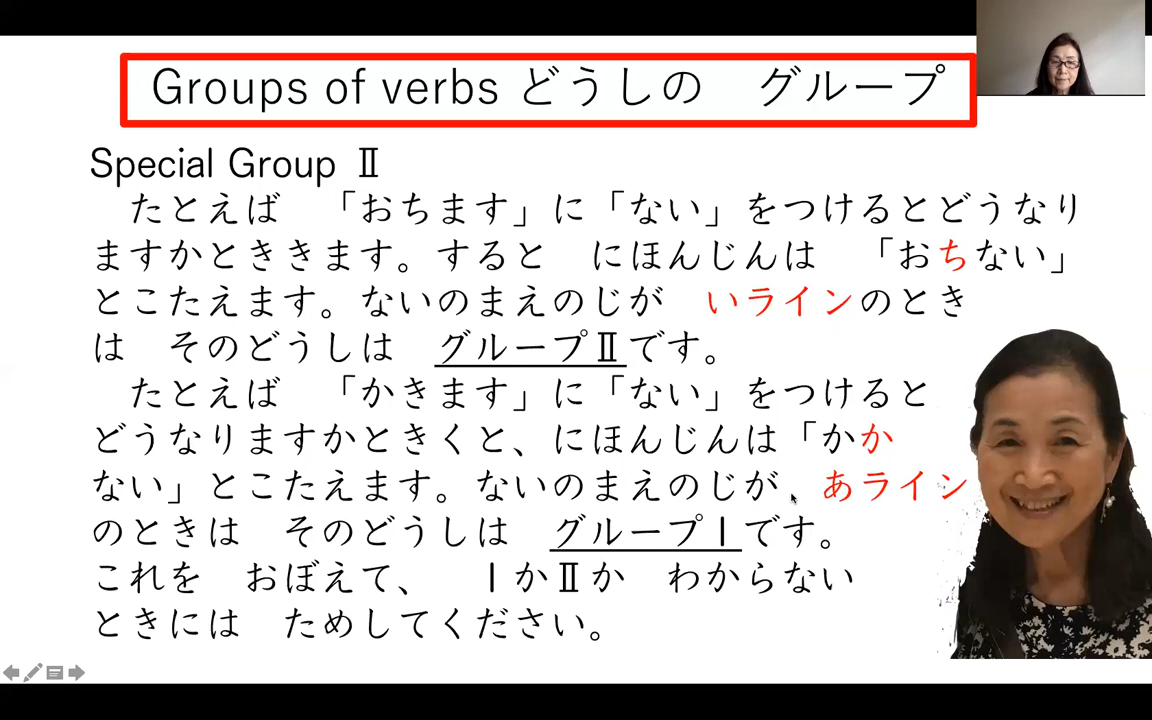 Groups of verbs どうしの　グループ
Special Group Ⅱ
たとえば　「おちます」に「ない」をつけるとどうなり
ますかとききます。すると　にほんじんは　「おちない」
とこたえます。ないのまえのじが　いラインのとき
は　そのどうしは　グループⅡです。
たとえば　「かきます」に「ない」をつけると
どうなりますかときくと、にほんじんは「かか
ない」とこたえます。ないのまえのじが、あライン
のときは　そのどうしは　グループⅠです。
これを　おぼえて、　ⅠかⅡか　わからない
ときには　ためしてください。